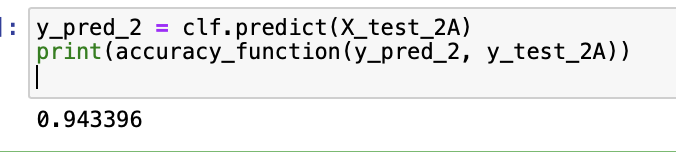 ]: y_pred_2 = clf.predict(X_test_2A)
print(accuracy_function(y_pred_2, y_test_2A))
0.943396